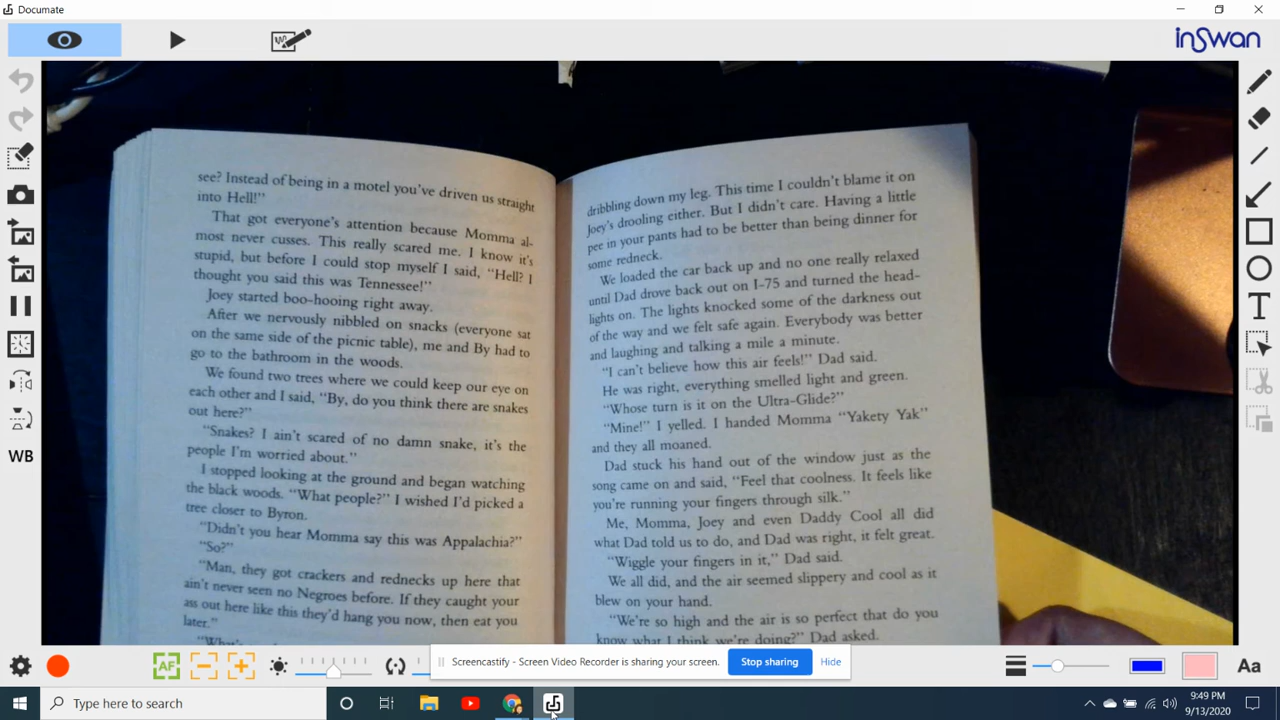 Documate
inSwan
see? Instead of being in a motel you've driven us straight
into Hell!"
That got everyone's attention because Momma al-
most never cusses. This really scared me. I know it's
stupid, but before I could stop myself I said, "Hell? I
thought you said this was Tennessee!"
Joey started boo-hooing right away.
After we nervously nibbled on snacks (everyone sat
on the same side of the picnic table), me and By had to
go to the bathroom in the woods.
We found two trees where we could keep our eye on
each other and I said, "By, do you think there are snakes
out here?"
"Snakes? I ain't scared of no damn snake, it's the
people I'm worried about."
I stopped looking at the ground and began watching
the black woods. "What people?" I wished I'd picked a
tree closer to Byron.
"Didn't you hear Momma say this was Appalachia?"
"So?"
"Man, they got crackers and rednecks up here that
ain't never seen no Negroes before. If they caught your
ass out here like this they'd hang you now, then eat you
later."
dribbling down my leg. This time I couldn't blame it on
Joey's drooling either. But I didn't care. Having a little
pee in your pants had to be better than being dinner for
some redneck.
We loaded the car back up and no one really relaxed
until Dad drove back out on I-75 and turned the head-
lights on. The lights knocked some of the darkness out
of the way and we felt safe again. Everybody was better
and laughing and talking a mile a minute.
"I can't believe how this air feels!" Dad said.
He was right, everything smelled light and green.
"Whose turn is it on the Ultra-Glide?"
"Mine!" I yelled. I handed Momma "Yakety Yak"
and they all moaned.
Dad stuck his hand out of the window just as the
song came on and said, "Feel that coolness. It feels like
you're running your fingers through silk."
Me, Momma, Joey and even Daddy Cool all did
what Dad told us to do, and Dad was right, it felt great.
"Wiggle your fingers in it," Dad said.
We all did, and the air seemed slippery and cool as it
blew on your hand.
"We're so high and the air is so perfect that do you
know what I think we're doing?" Dad asked.
WB
T
AF
Screencastify - Screen Video Recorder is sharing your screen.
Stop sharing
Hide
Aa
Type here to search
9:49 PM
9/13/2020